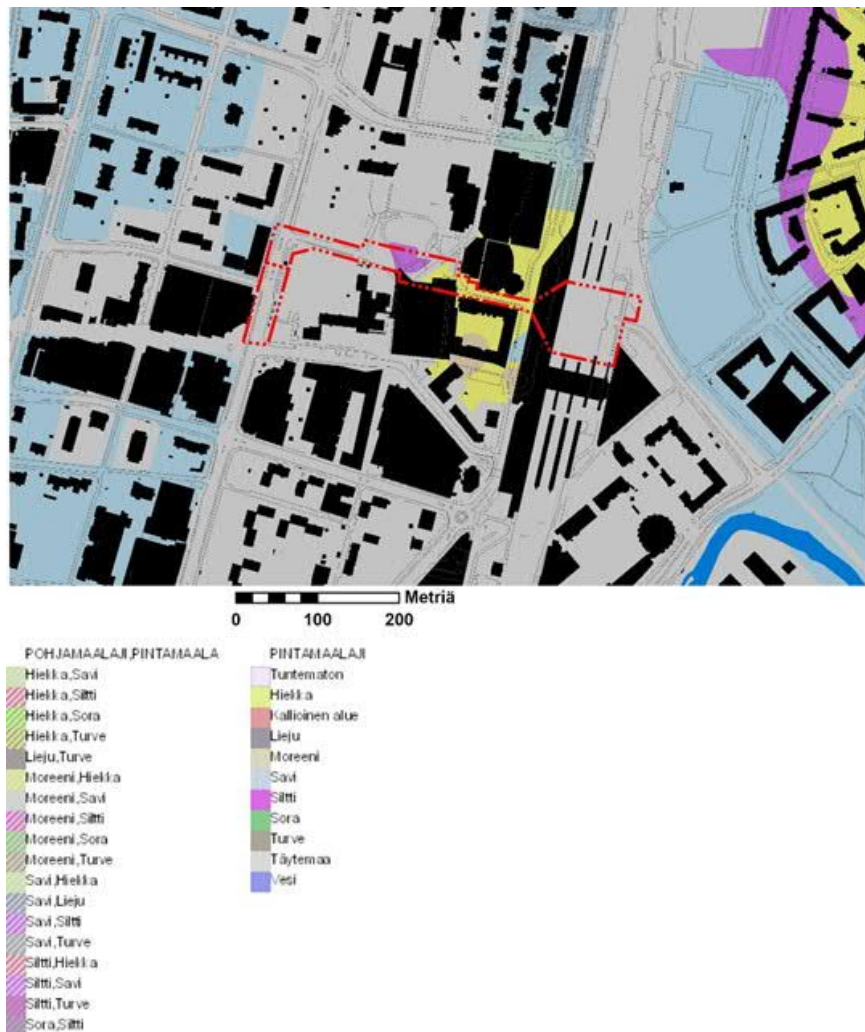 Metriä
0 100 200
POHJAMAALAJI,PINTAMAALA
Hiekka,Savi
Hiekka,Siltti
Hiekka,Sora
Hiekka,Turve
Lieju,Turve
Moreeni,Hiekka
Moreeni,Savi
Moreeni,Siltti
Moreeni,Sora
Moreeni,Turve
Savi,Hiekka
Savi,Lieju
Savi,Siltti
Savi,Turve
Siltti,Hiekka
Siltti,Savi
Siltti,Turve
Sora,Siltti
PINTAMAALAJI
Tuntematon
Hiekka
Kallioinen alue
Lieju
Moreeni
Savi
Siltti
Sora
Turve
Täytemaa
Vesi